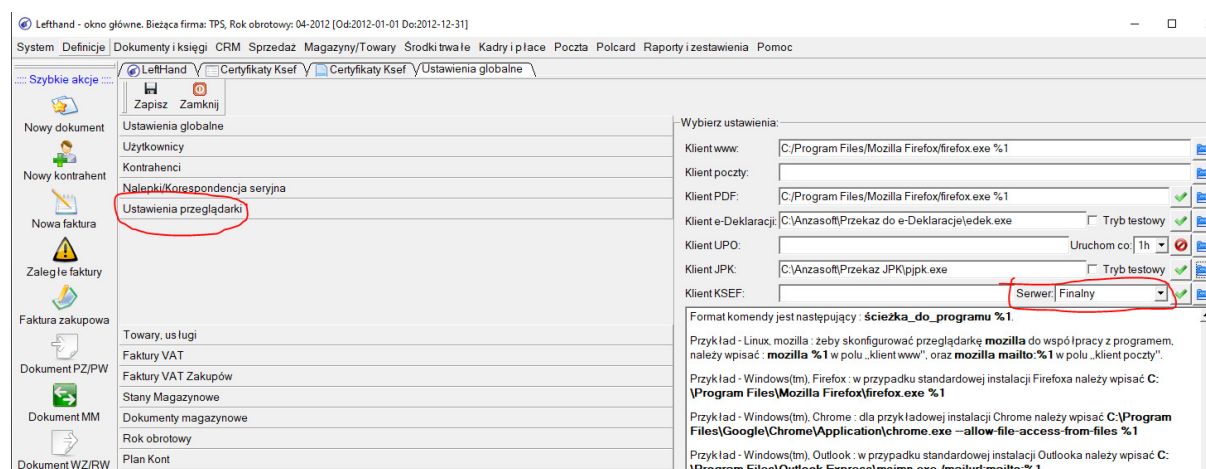 Lefthand - okno główne. Bieżąca firma: TPS, Rok obrotowy: 04-2012 [Od:2012-01-01 Do:2012-12-31]
System Definicje Dokumenty i księgi CRM Sprzedaż Magazyny/Towary Środki trwałe Kadry i płace Poczta Polcard Raporty i zestawienia Pomoc
:::: Szybkie akcje ::::
LeftHand Certyfikaty Ksef Certyfikaty Ksef Ustawienia globalne
Zapisz Zamknij
Nowy dokument
Nowy kontrahent
Nowa faktura
Zaległe faktury
Faktura zakupowa
Dokument PZ/PW
Dokument MM
Dokument WZ/RW
Ustawienia globalne
Użytkownicy
Kontrahenci
Nalepki/Korespondencja seryjna
Ustawienia przeglądarki
Towary, usługi
Faktury VAT
Faktury VAT Zakupów
Stany Magazynowe
Dokumenty magazynowe
Rok obrotowy
Plan Kont
Wybierz ustawienia:
Klient www: C:/Program Files/Mozilla Firefox/firefox.exe %1
Klient poczty:
Klient PDF: C:/Program Files/Mozilla Firefox/firefox.exe %1
Klient e-Deklaracji: C:\Anzasoft\Przekaz do e-Deklaracje\edek.exe Tryb testowy
Klient UPO: Uruchom co: 1h
Klient JPK: C:\Anzasoft\Przekaz JPK\pjpk.exe Tryb testowy
Klient KSEF: Serwer: Finalny
Format komendy jest następujący : ścieżka_do_programu %1.
Przykład - Linux, mozilla : żeby skonfigurować przeglądarkę mozilla do współpracy z programem,
należy wpisać : mozilla %1 w polu „klient www", oraz mozilla mailto:%1 w polu „klient poczty".
Przykład - Windows(tm), Firefox : w przypadku standardowej instalacji Firefoxa należy wpisać C:
\Program Files\Mozilla Firefox\firefox.exe %1
Przykład - Windows(tm), Chrome : dla przykładowej instalacji Chrome należy wpisać C:\Program
Files\Google\Chrome\Application\chrome.exe –allow-file-access-from-files %1
Przykład - Windows(tm), Outlook : w przypadku standardowej instalacji Outlooka należy wpisać C:
\Program Files\Outlook Express\msimn.exe /mailurl:mailto:%1